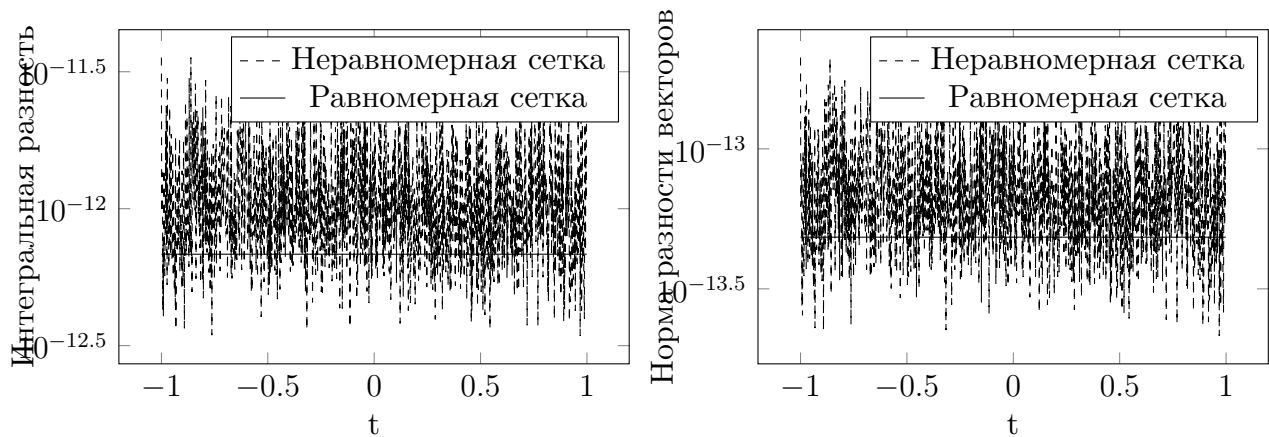 Интегральная разность
10^{-11.5}
10^{-12}
10^{-12.5}
Неравномерная сетка
Равномерная сетка
−1 −0.5 0 0.5 1
t
Норма разности векторов
10^{-13}
10^{-13.5}
Неравномерная сетка
Равномерная сетка
−1 −0.5 0 0.5 1
t